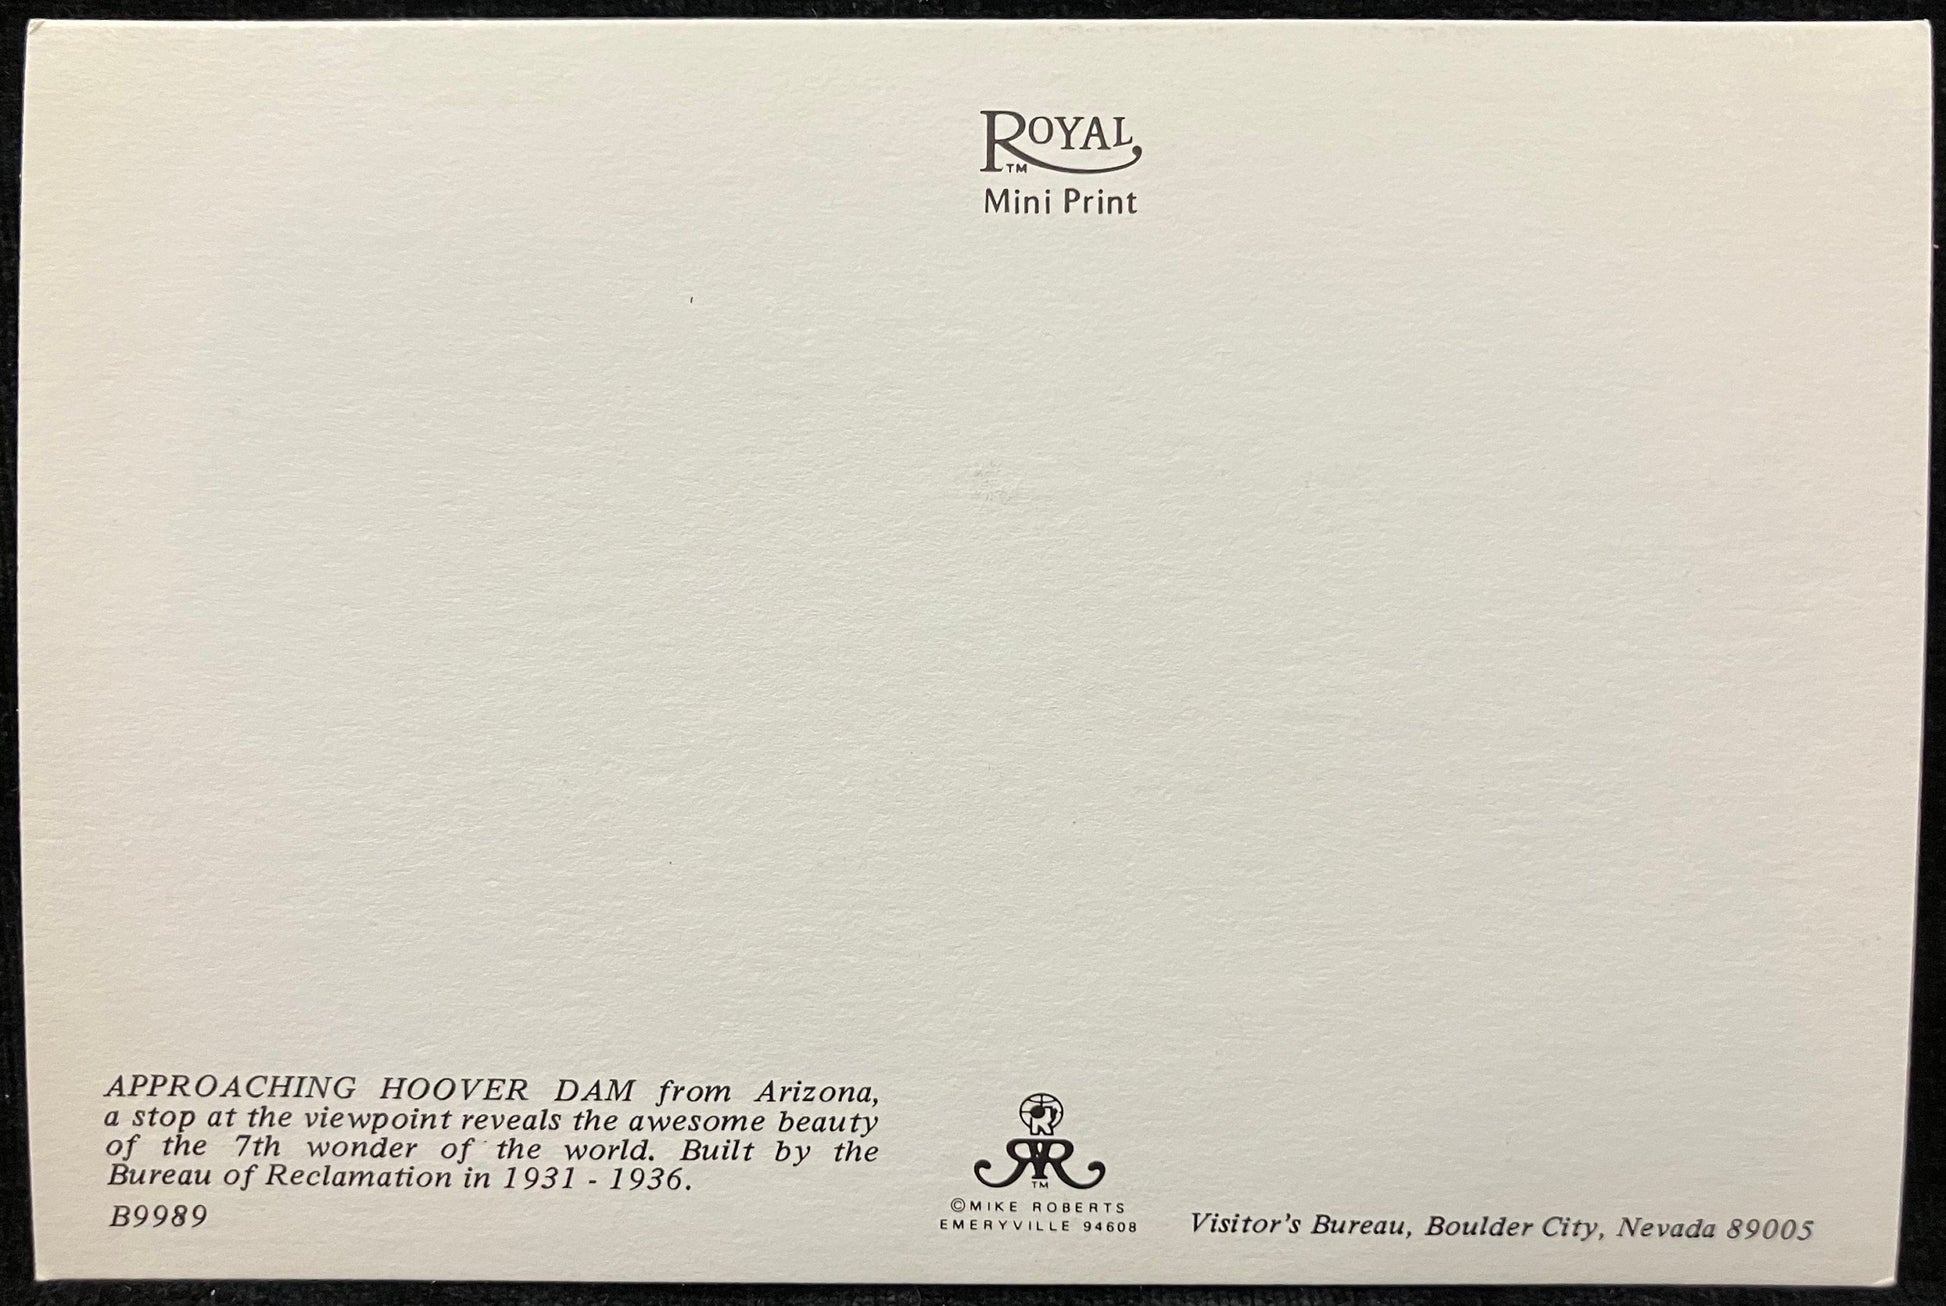 ROYAL
TM
Mini Print
APPROACHING HOOVER DAM from Arizona,
a stop at the viewpoint reveals the awesome beauty
of the 7th wonder of the world. Built by the
Bureau of Reclamation in 1931 - 1936.
B9989
TM
©MIKE ROBERTS
EMERYVILLE 94608
Visitor's Bureau, Boulder City, Nevada 89005